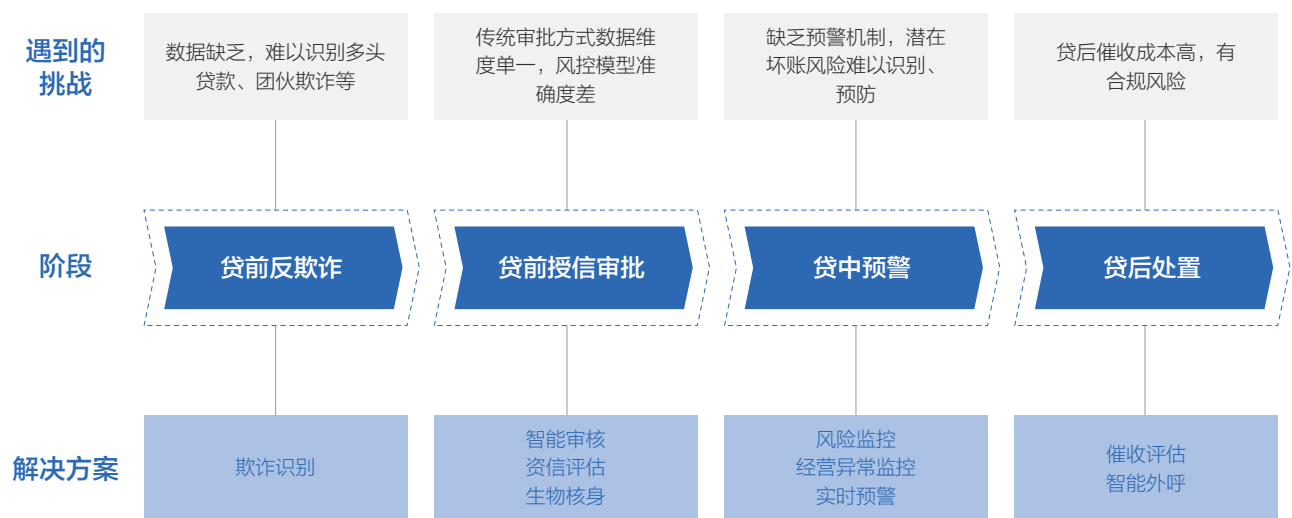 遇到的
挑战
数据缺乏，难以识别多头
贷款、团伙欺诈等
传统审批方式数据维
度单一，风控模型准
确度差
缺乏预警机制，潜在
坏账风险难以识别、
预防
贷后催收成本高，有
合规风险
阶段
贷前反欺诈
贷前授信审批
贷中预警
贷后处置
解决方案
欺诈识别
智能审核
资信评估
生物核身
风险监控
经营异常监控
实时预警
催收评估
智能外呼